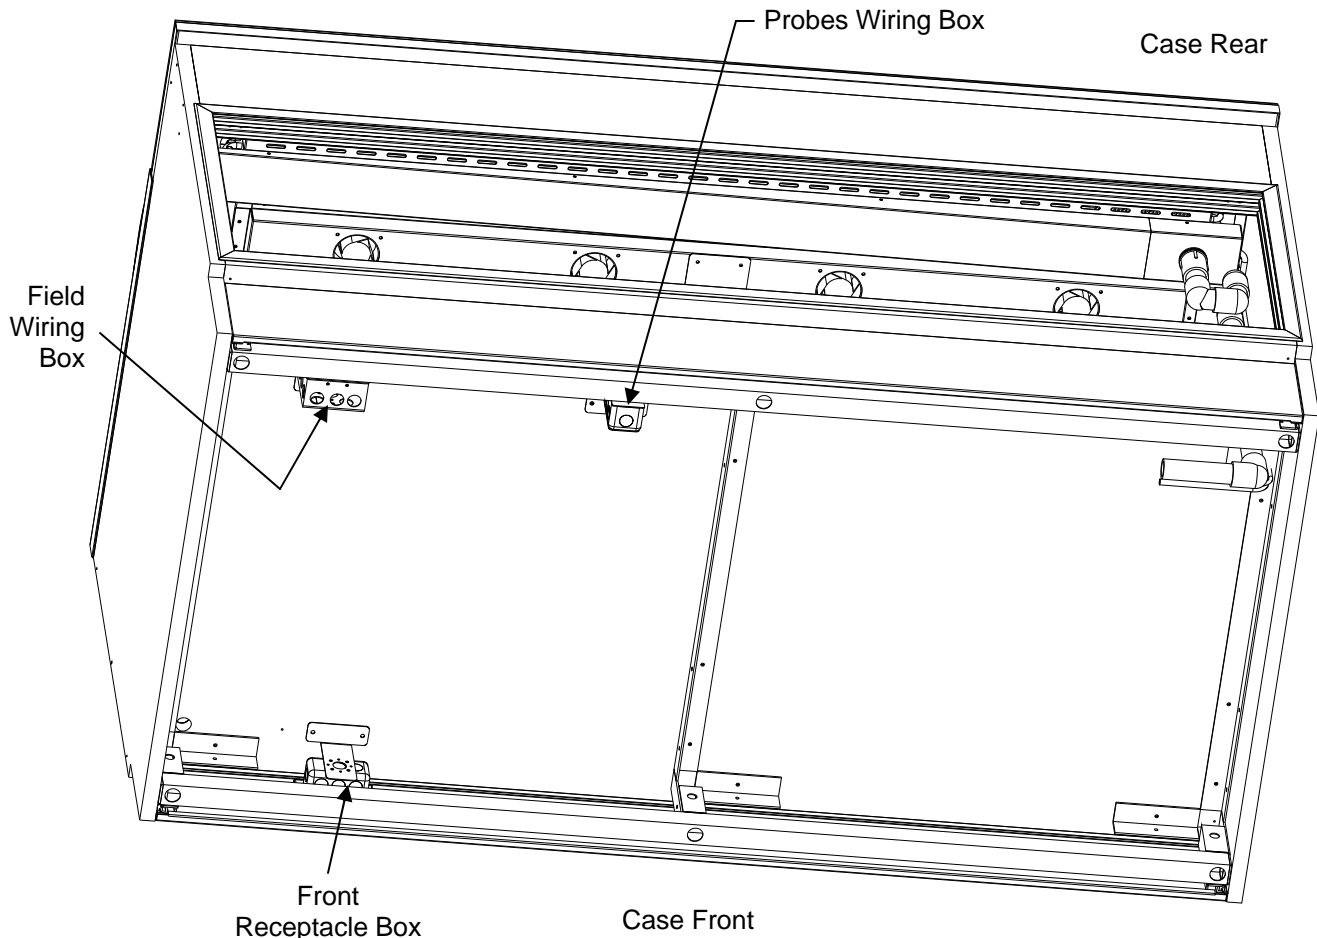 Probes Wiring Box
Case Rear
Field
Wiring
Box
Front
Receptacle Box
Case Front